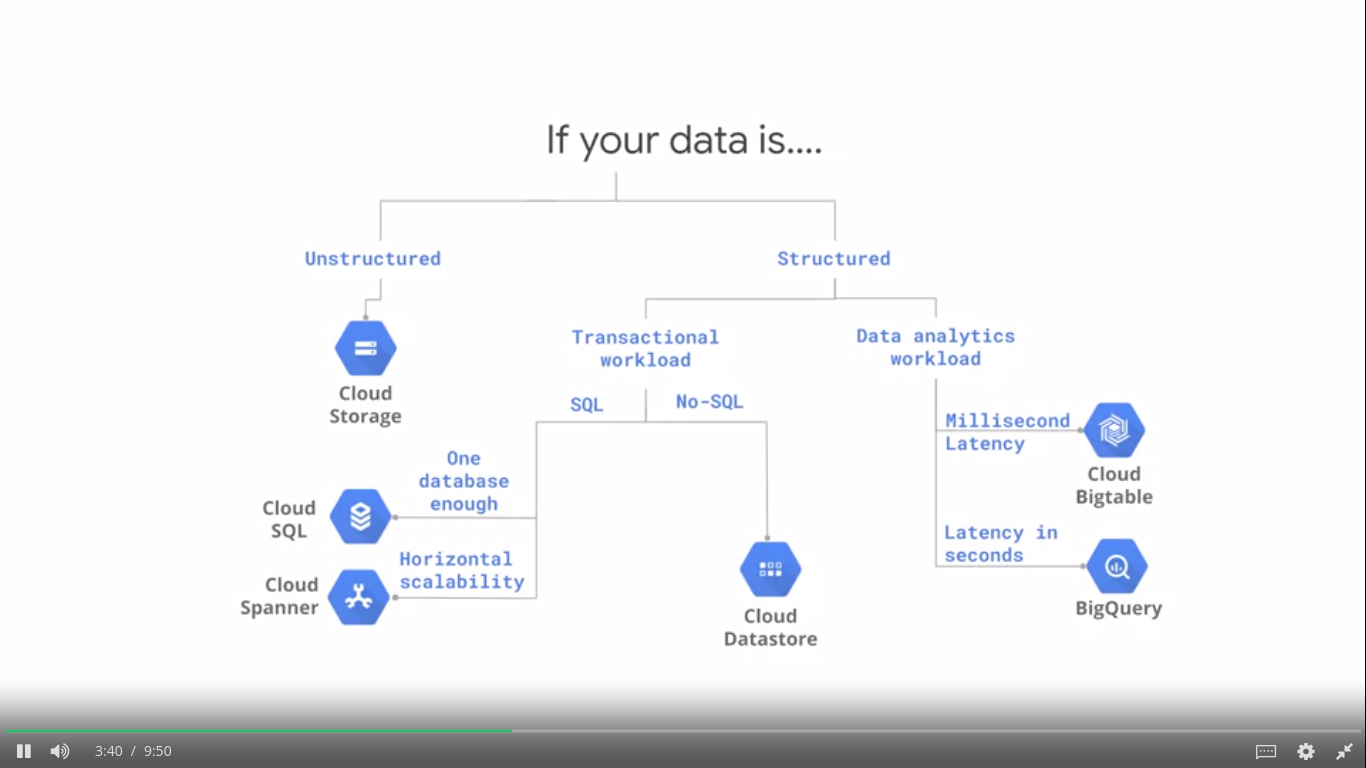 If your data is....
Unstructured
Structured
Cloud
Storage
Transactional
workload
Data analytics
workload
SQL
No-SQL
One
database
enough
Cloud
SQL
Horizontal
scalability
Cloud
Spanner
Cloud
Datastore
Millisecond
Latency
Cloud
Bigtable
Latency in
seconds
BigQuery
3:40 / 9:50